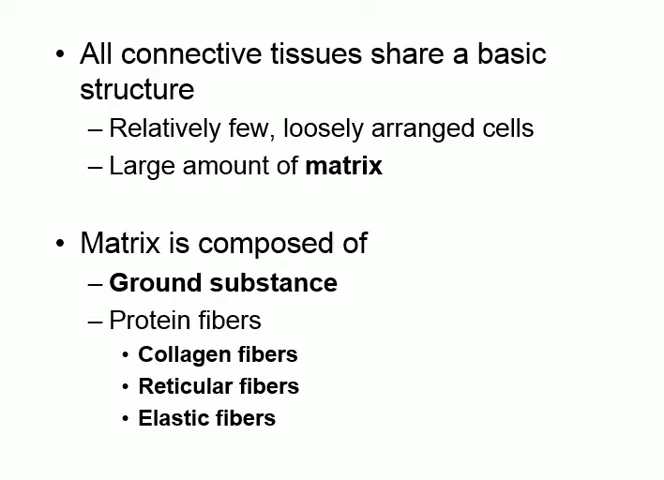 • All connective tissues share a basic
structure
– Relatively few, loosely arranged cells
– Large amount of matrix
• Matrix is composed of
– Ground substance
– Protein fibers
• Collagen fibers
• Reticular fibers
• Elastic fibers